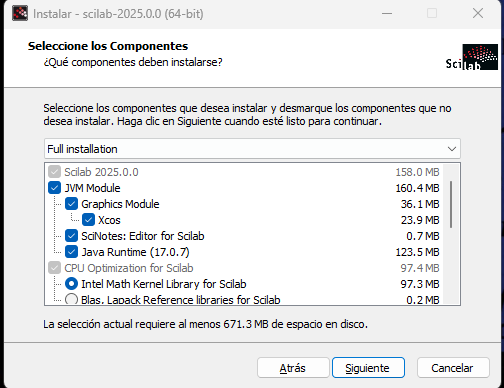 Instalar - scilab-2025.0.0 (64-bit)
Seleccione los Componentes
¿Qué componentes deben instalarse?
Scilab
Seleccione los componentes que desea instalar y desmarque los componentes que no
desea instalar. Haga clic en Siguiente cuando esté listo para continuar.
Full installation
Scilab 2025.0.0 158.0 MB
JVM Module 160.4 MB
Graphics Module 36.1 MB
Xcos 23.9 MB
SciNotes: Editor for Scilab 0.7 MB
Java Runtime (17.0.7) 123.5 MB
CPU Optimization for Scilab 97.4 MB
Intel Math Kernel Library for Scilab 97.3 MB
Blas, Lapack Reference libraries for Scilab 0.2 MB
La selección actual requiere al menos 671.3 MB de espacio en disco.
Atrás Siguiente Cancelar